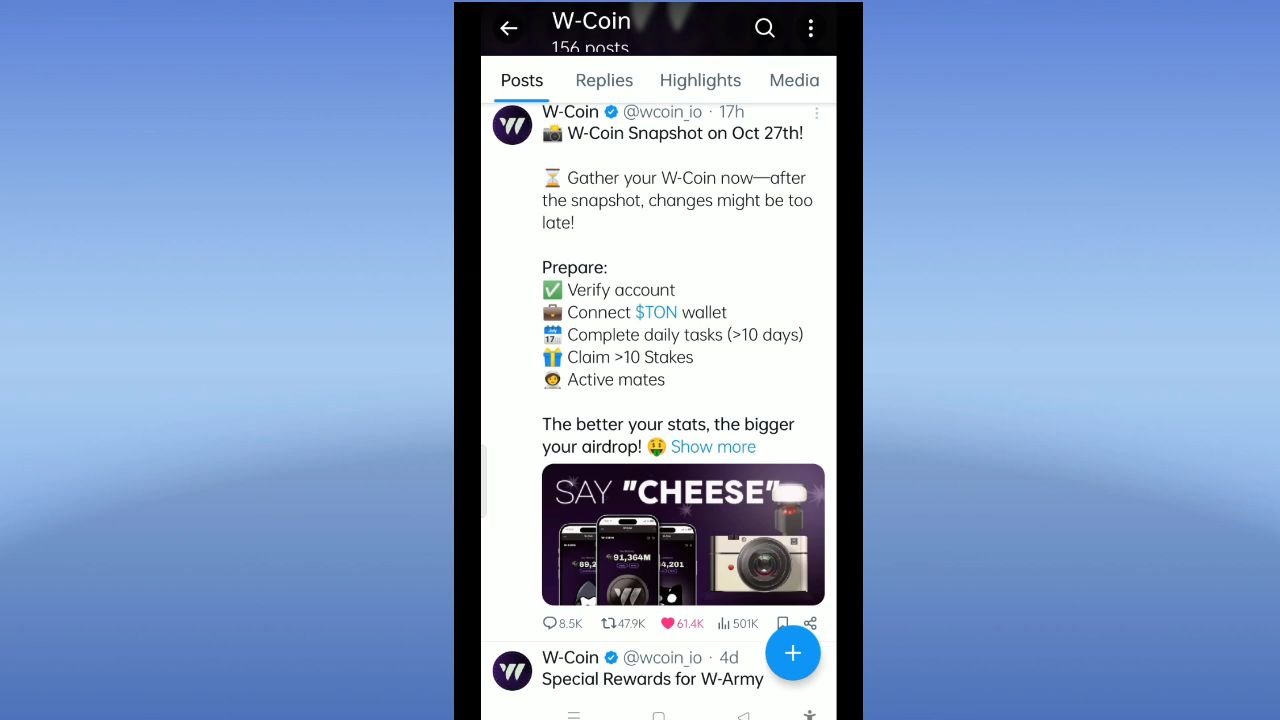 W-Coin
156 posts
Posts Replies Highlights Media
W-Coin @wcoin_io · 17h
📸 W-Coin Snapshot on Oct 27th!
⏳ Gather your W-Coin now—after
the snapshot, changes might be too
late!
Prepare:
✅ Verify account
💼 Connect $TON wallet
📅 Complete daily tasks (>10 days)
🎁 Claim >10 Stakes
🧑‍🚀 Active mates
The better your stats, the bigger
your airdrop! 🤑 Show more
SAY "CHEESE"
91,364M
8.5K 47.9K 61.4K 501K
W-Coin @wcoin_io · 4d
Special Rewards for W-Army